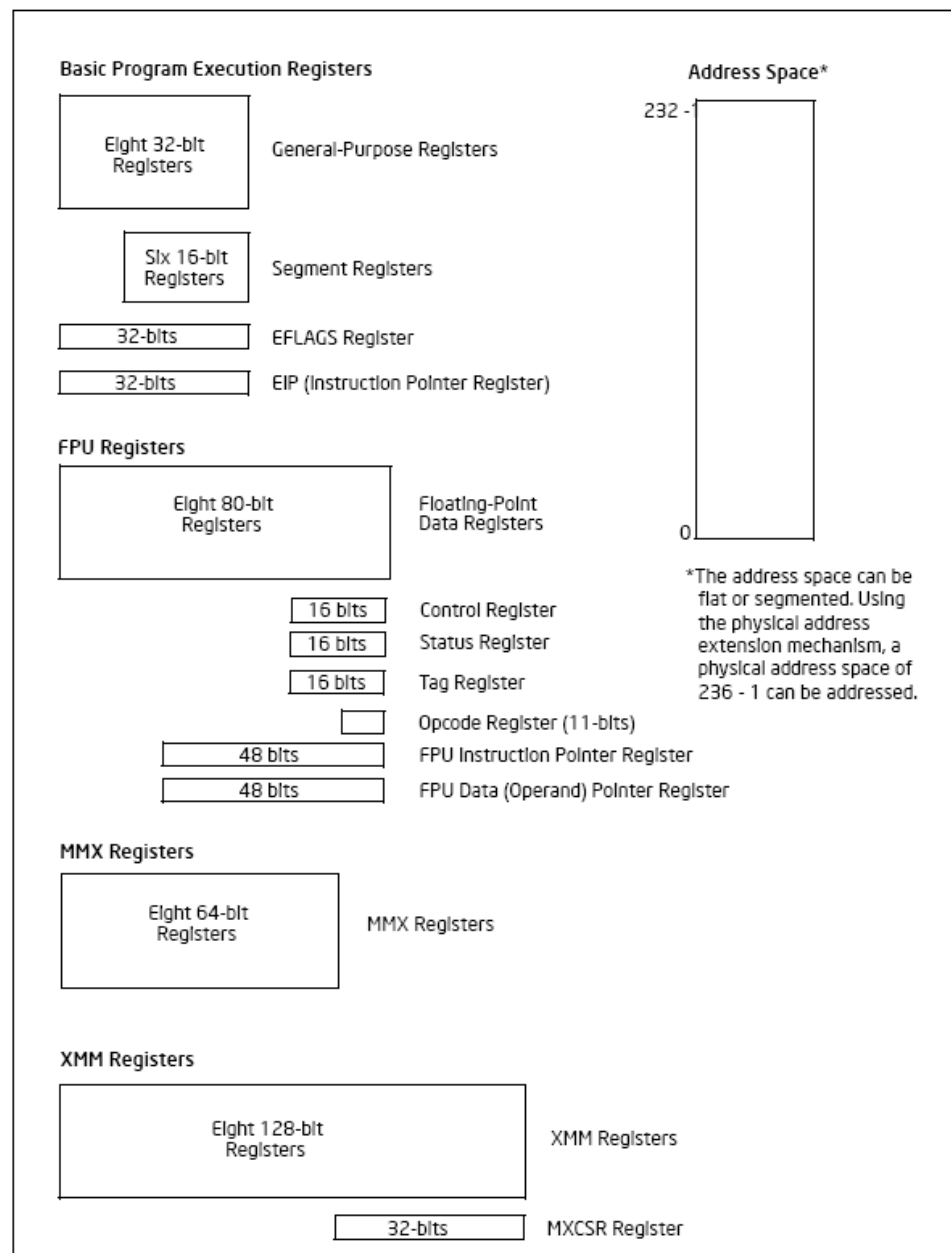 Basic Program Execution Registers
Address Space*
232 -1
Eight 32-bit
Registers
General-Purpose Registers
Six 16-bit
Registers
Segment Registers
32-bits
EFLAGS Register
32-bits
EIP (Instruction Pointer Register)
FPU Registers
Eight 80-bit
Registers
Floating-Point
Data Registers
0
*The address space can be
flat or segmented. Using
the physical address
extension mechanism, a
physical address space of
236 - 1 can be addressed.
16 bits
Control Register
16 bits
Status Register
16 bits
Tag Register
Opcode Register (11-bits)
48 bits
FPU Instruction Pointer Register
48 bits
FPU Data (Operand) Pointer Register
MMX Registers
Eight 64-bit
Registers
MMX Registers
XMM Registers
Eight 128-bit
Registers
XMM Registers
32-bits
MXCSR Register